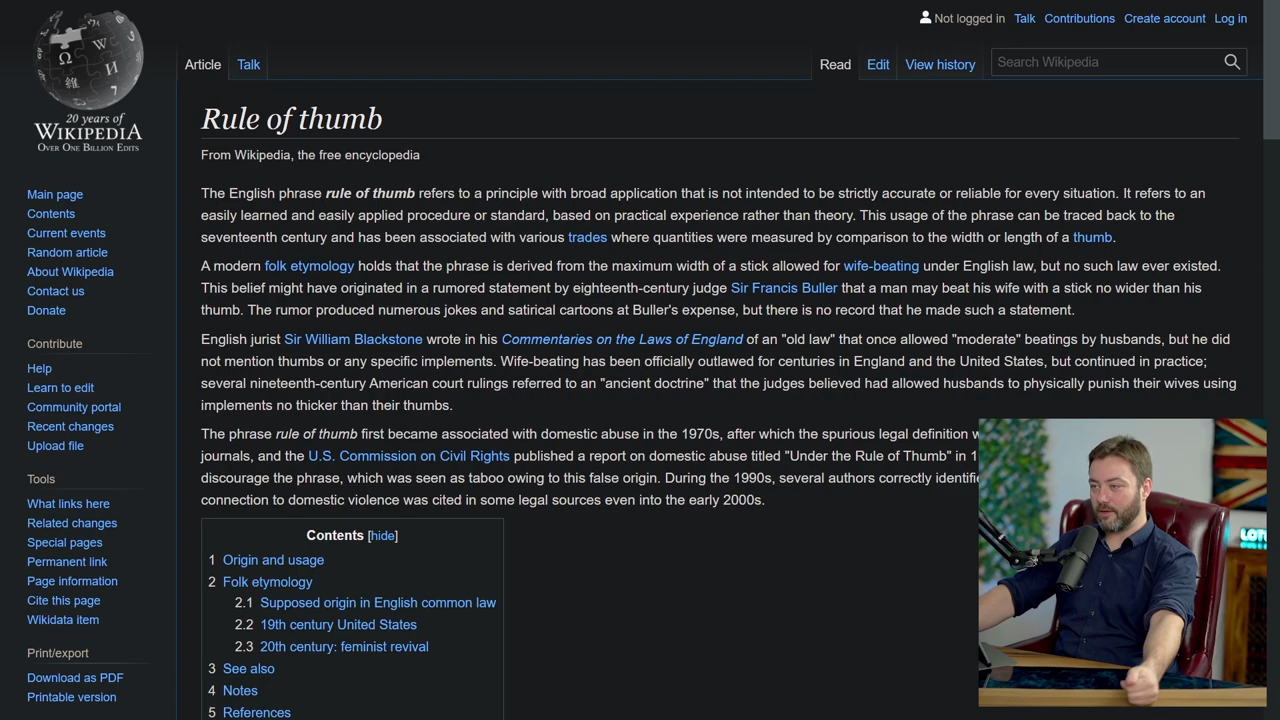 Not logged in Talk Contributions Create account Log in
Article Talk Read Edit View history Search Wikipedia
20 years of
WIKIPEDIA
OVER ONE BILLION EDITS
Main page
Contents
Current events
Random article
About Wikipedia
Contact us
Donate
Contribute
Help
Learn to edit
Community portal
Recent changes
Upload file
Tools
What links here
Related changes
Special pages
Permanent link
Page information
Cite this page
Wikidata item
Print/export
Download as PDF
Printable version
Rule of thumb
From Wikipedia, the free encyclopedia
The English phrase rule of thumb refers to a principle with broad application that is not intended to be strictly accurate or reliable for every situation. It refers to an
easily learned and easily applied procedure or standard, based on practical experience rather than theory. This usage of the phrase can be traced back to the
seventeenth century and has been associated with various trades where quantities were measured by comparison to the width or length of a thumb.
A modern folk etymology holds that the phrase is derived from the maximum width of a stick allowed for wife-beating under English law, but no such law ever existed.
This belief might have originated in a rumored statement by eighteenth-century judge Sir Francis Buller that a man may beat his wife with a stick no wider than his
thumb. The rumor produced numerous jokes and satirical cartoons at Buller's expense, but there is no record that he made such a statement.
English jurist Sir William Blackstone wrote in his Commentaries on the Laws of England of an "old law" that once allowed "moderate" beatings by husbands, but he did
not mention thumbs or any specific implements. Wife-beating has been officially outlawed for centuries in England and the United States, but continued in practice;
several nineteenth-century American court rulings referred to an "ancient doctrine" that the judges believed had allowed husbands to physically punish their wives using
implements no thicker than their thumbs.
The phrase rule of thumb first became associated with domestic abuse in the 1970s, after which the spurious legal definition
journals, and the U.S. Commission on Civil Rights published a report on domestic abuse titled "Under the Rule of Thumb" in
discourage the phrase, which was seen as taboo owing to this false origin. During the 1990s, several authors correctly
connection to domestic violence was cited in some legal sources even into the early 2000s.
Contents [hide]
1 Origin and usage
2 Folk etymology
2.1 Supposed origin in English common law
2.2 19th century United States
2.3 20th century: feminist revival
3 See also
4 Notes
5 References